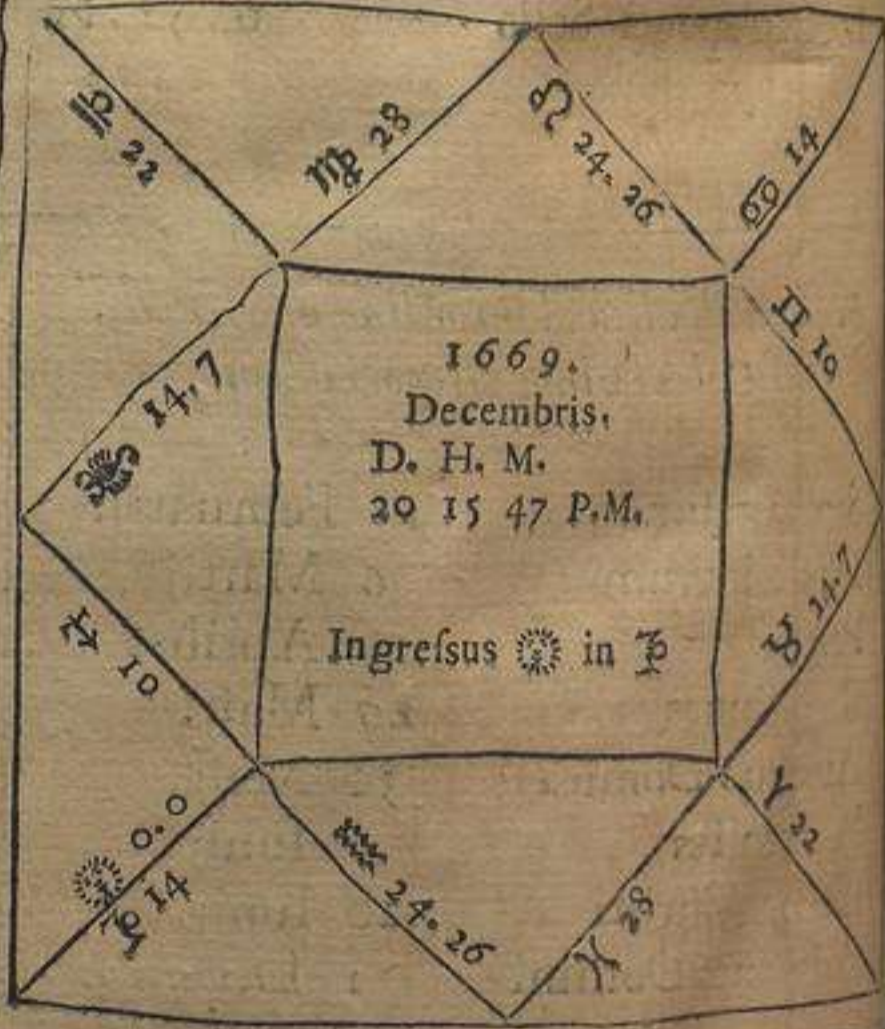 ♎ 22
♍ 28
♌ 24. 26
♋ 14
♊ 10
♏ 14, 7
1669.
Decembris.
D. H. M.
20 15 47 P.M.
Ingreſsus ☉ in ♑
♉ 14.7
♐ 10
☉ 0.0
♑ 14
♒ 24. 26
♓ 28
♈ 22